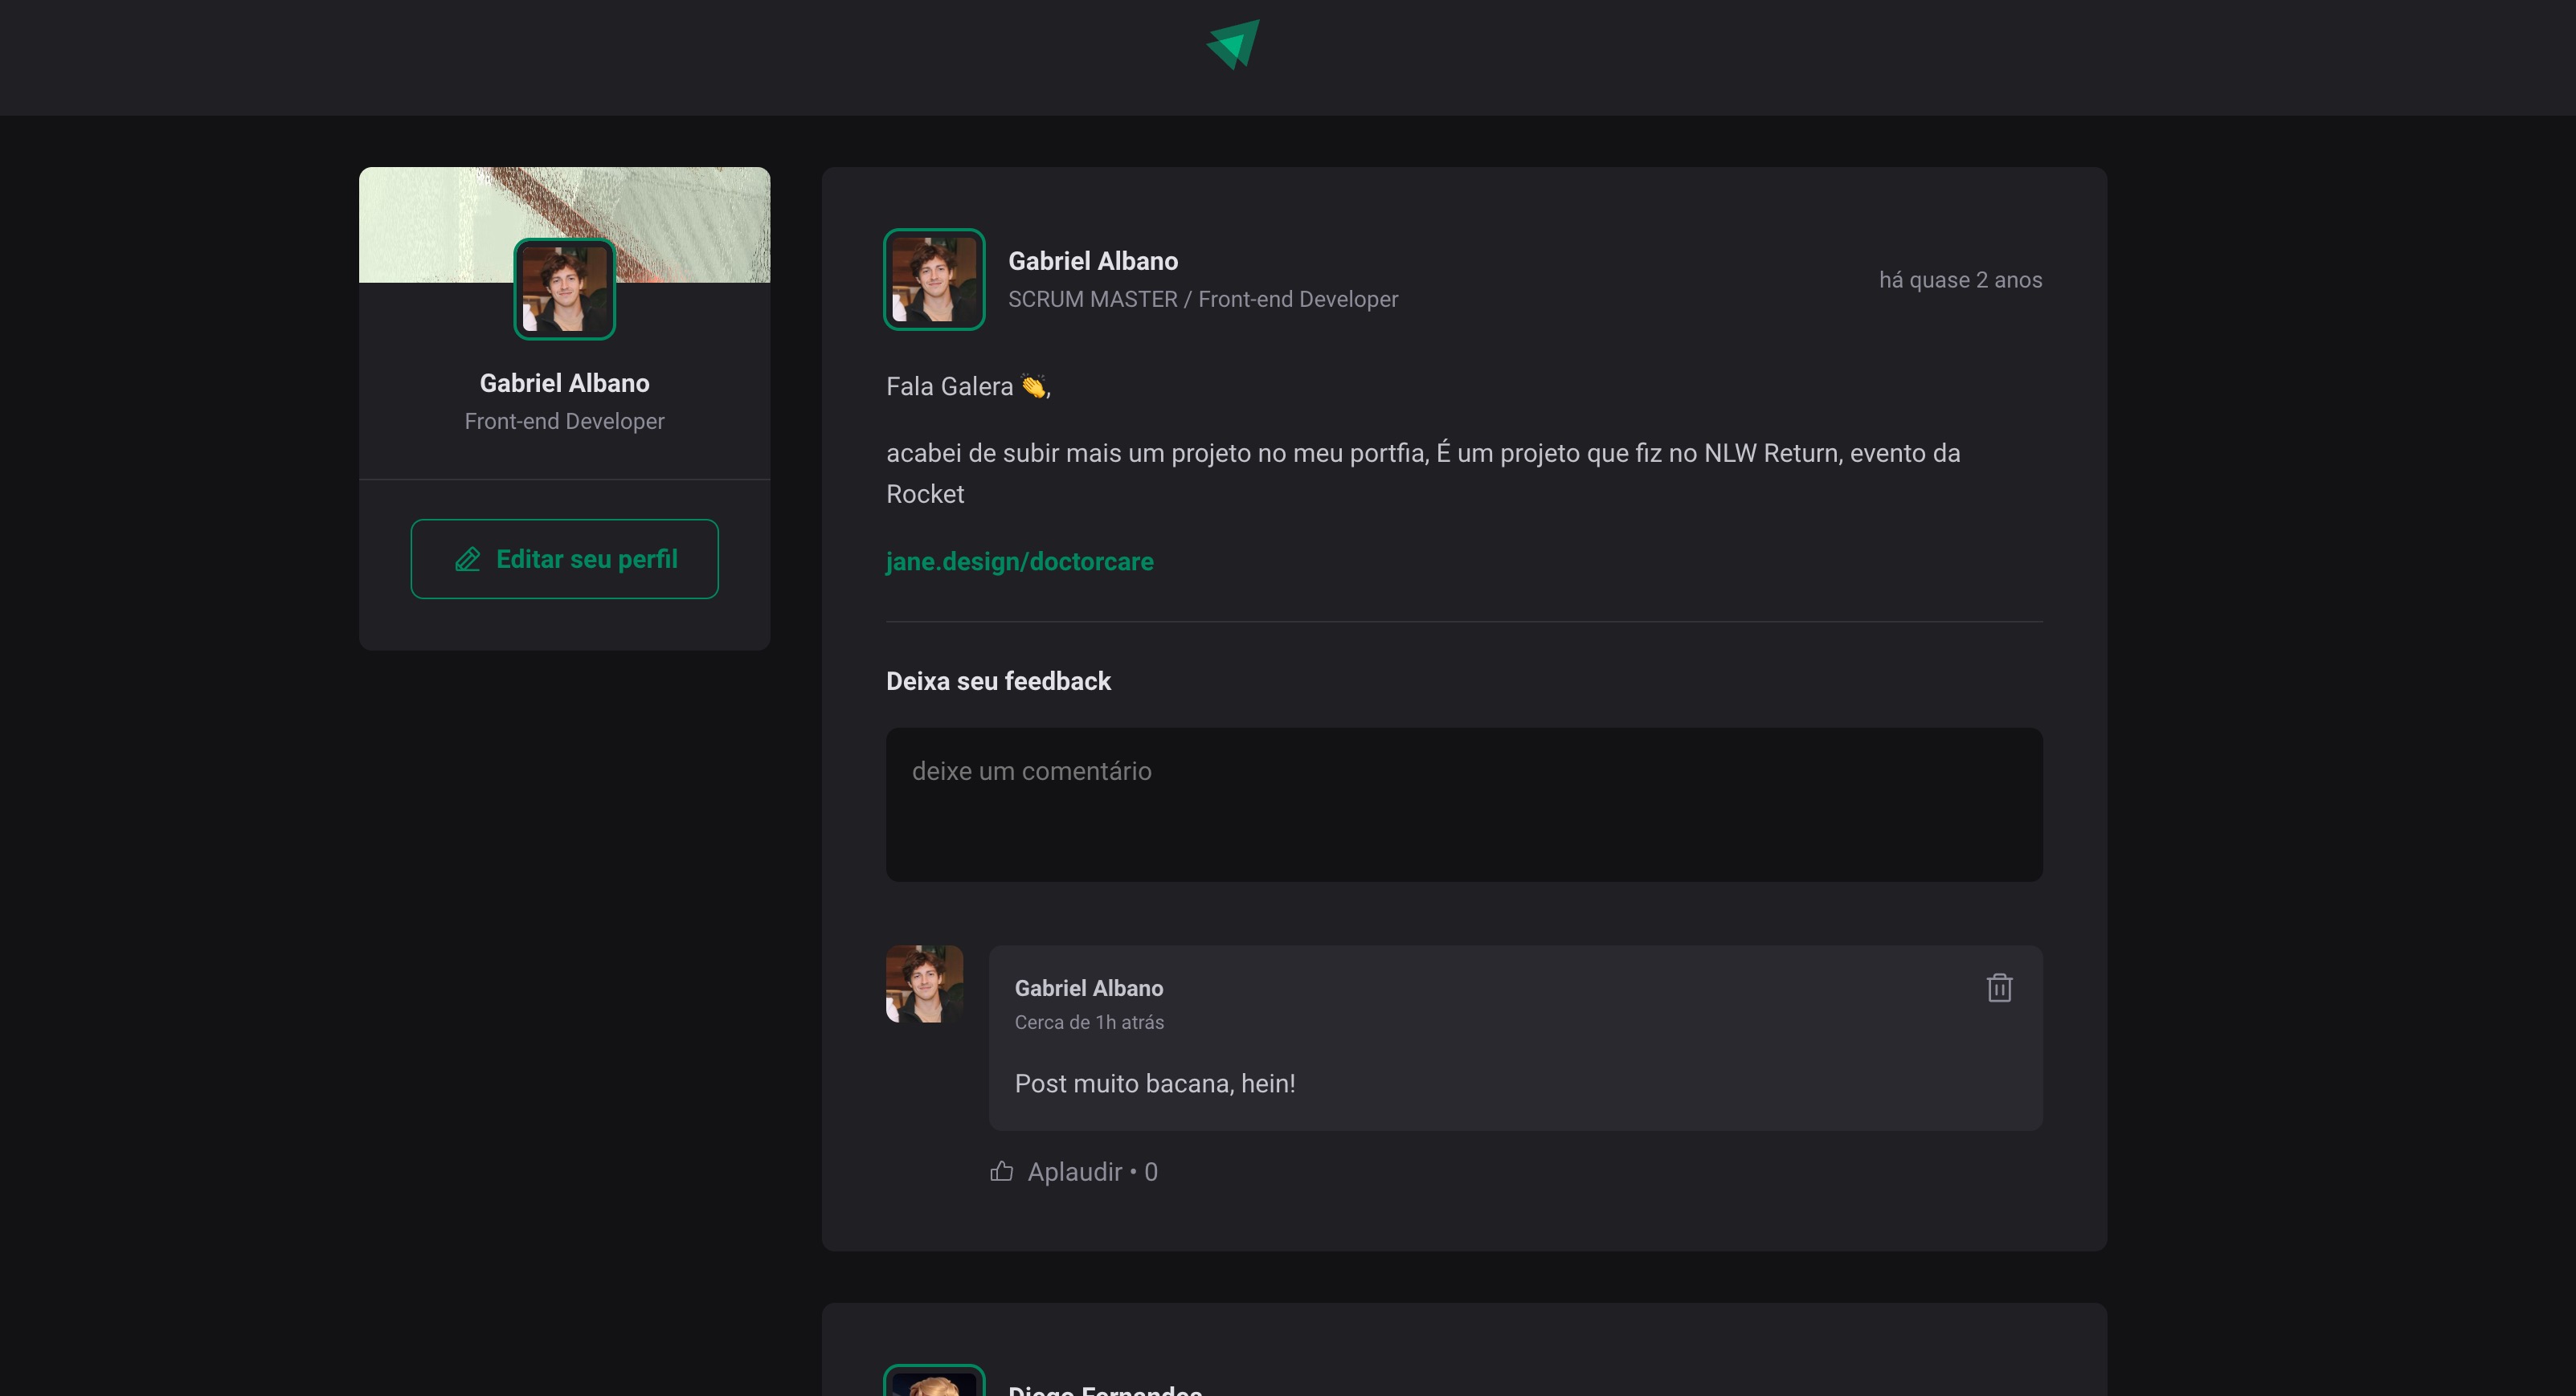 Gabriel Albano
Front-end Developer
Editar seu perfil
Gabriel Albano
SCRUM MASTER / Front-end Developer
há quase 2 anos
Fala Galera 👏,
acabei de subir mais um projeto no meu portfia, É um projeto que fiz no NLW Return, evento da
Rocket
jane.design/doctorcare
Deixa seu feedback
deixe um comentário
Gabriel Albano
Cerca de 1h atrás
Post muito bacana, hein!
Aplaudir • 0
Diego Fernandes